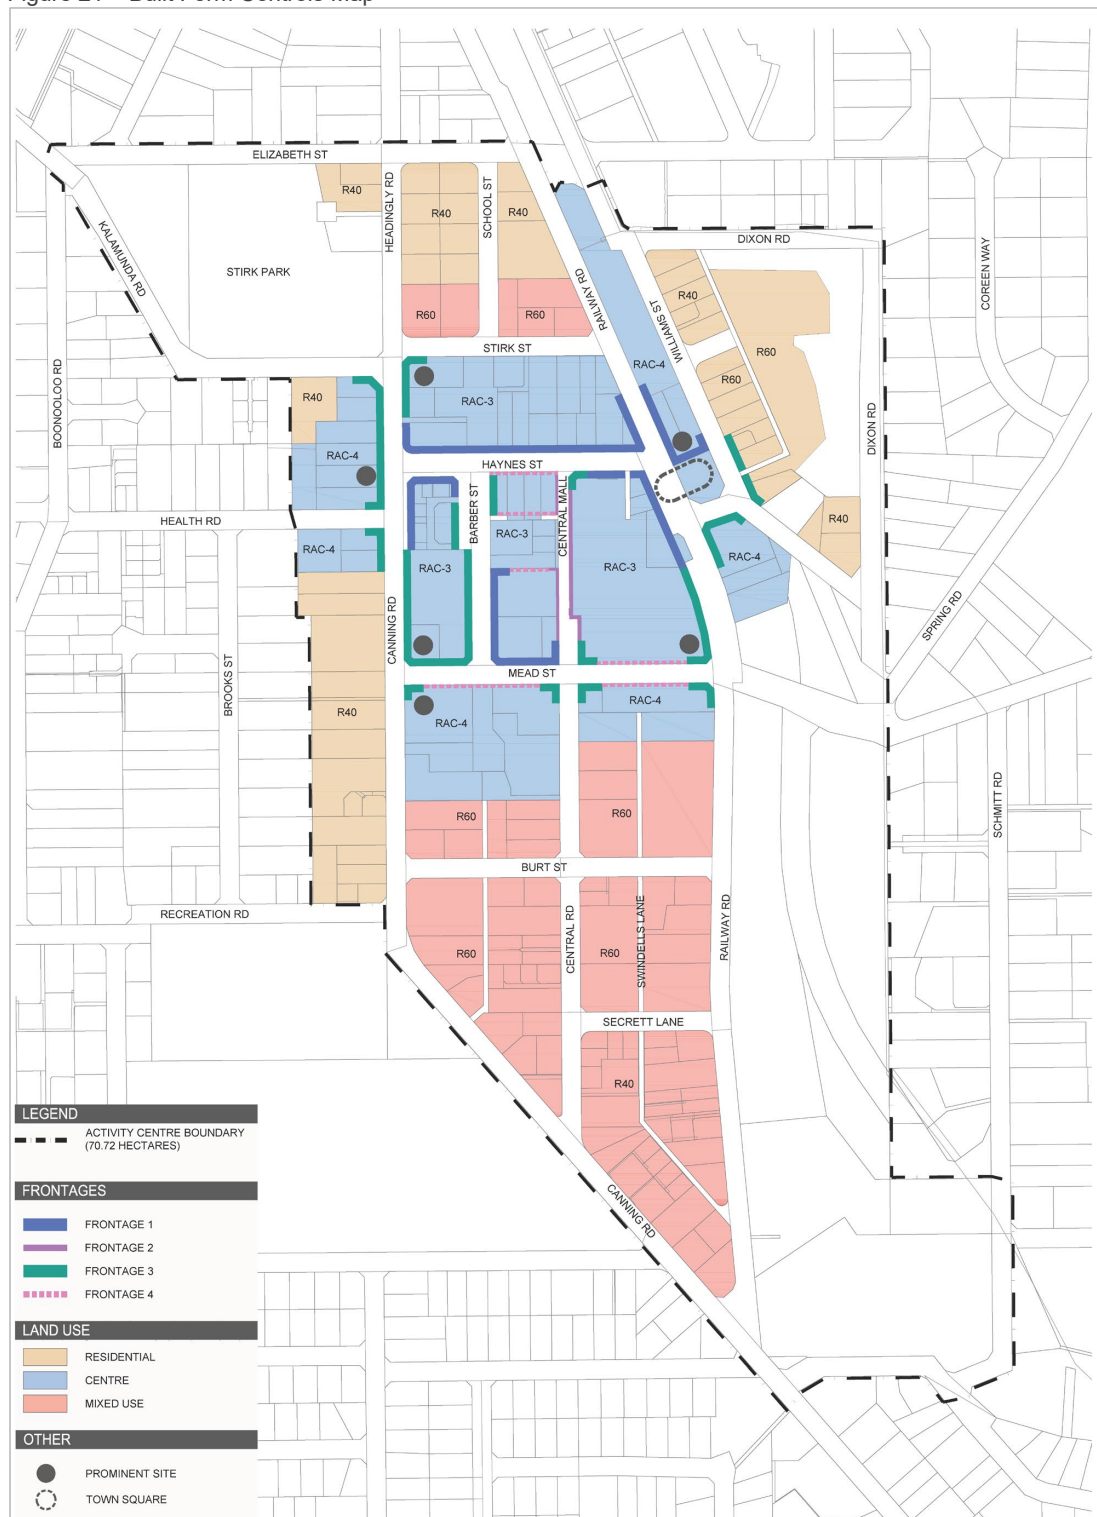 Figure 21 – Built Form Controls Map
ELIZABETH ST
R40
HEADINGLY RD
R40
SCHOOL ST
R40
KALAMUNDA RD
STIRK PARK
DIXON RD
COREEN WAY
RAILWAY RD
R40
WILLIAMS ST
R60
R60
STIRK ST
R60
RAC-4
R60
BOONOOLOO RD
R40
RAC-3
DIXON RD
RAC-4
HAYNES ST
HEALTH RD
BARBER ST
CENTRAL MALL
R40
RAC-4
RAC-3
RAC-3
RAC-3
RAC-4
CANNING RD
SPRING RD
BROOKS ST
MEAD ST
R40
RAC-4
RAC-4
SCHMITT RD
R60
R60
BURT ST
RECREATION RD
R60
CENTRAL RD
R60
SWINDELLS LANE
RAILWAY RD
SECRETT LANE
R40
CANNING RD
LEGEND
ACTIVITY CENTRE BOUNDARY
(70.72 HECTARES)
FRONTAGES
FRONTAGE 1
FRONTAGE 2
FRONTAGE 3
FRONTAGE 4
LAND USE
RESIDENTIAL
CENTRE
MIXED USE
OTHER
PROMINENT SITE
TOWN SQUARE